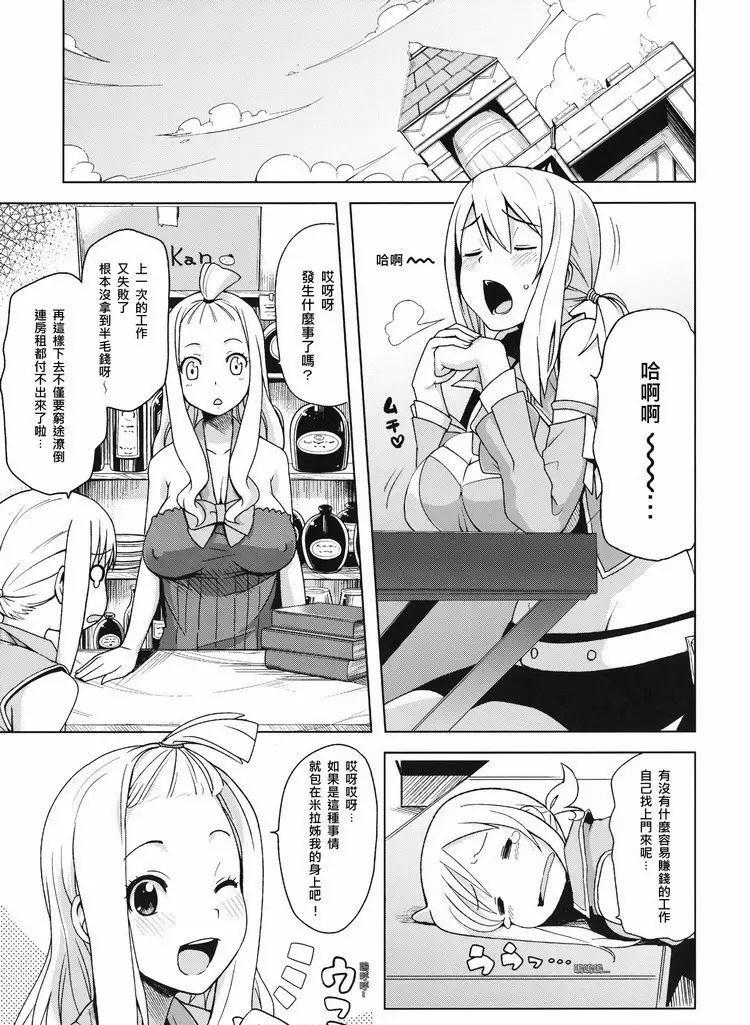 哈啊～
哈啊啊
～…
ムチ♡
哎呀呀
發生什麼事了嗎？
Kan
上一次的工作
又失敗了
根本沒拿到半毛錢呀～
再這樣下去不僅要窮途潦倒
連房租都付不出來了啦…
有沒有什麼容易賺錢的工作
自己找上門來呢…
うぅっ…
嗚嗚嗚…
哎呀哎呀…
如果是這種事情
就包在米拉姊我的身上吧！